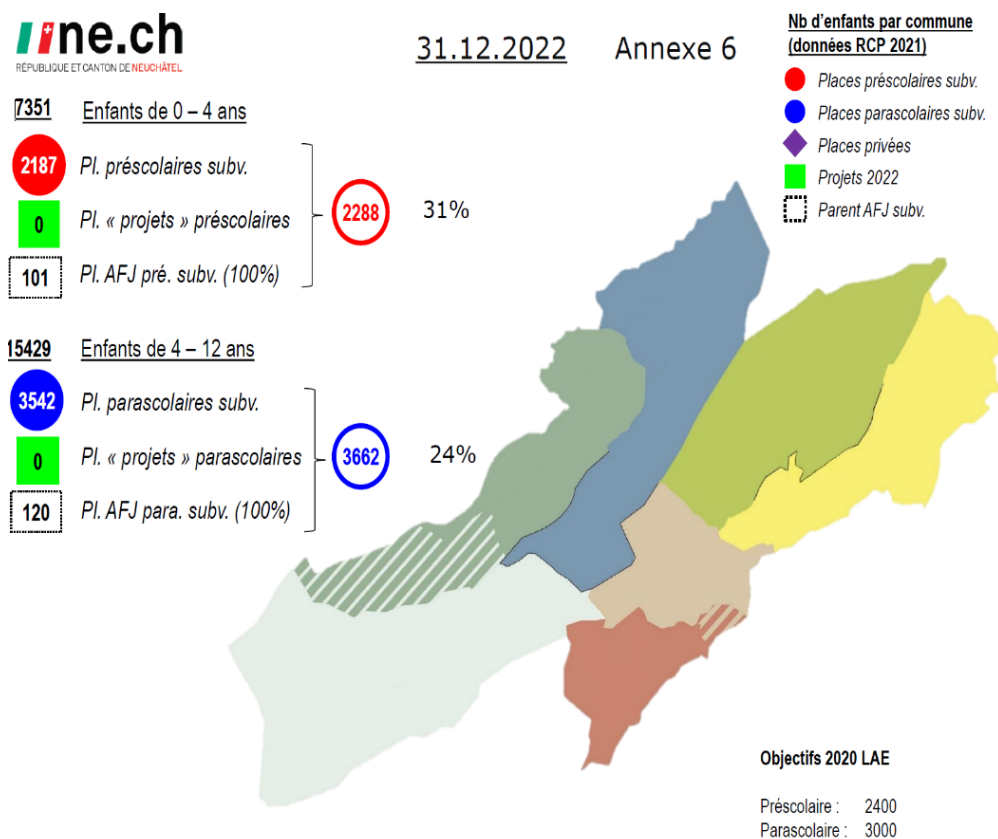 ne.ch
RÉPUBLIQUE ET CANTON DE NEUCHÂTEL
31.12.2022 Annexe 6
Nb d'enfants par commune
(données RCP 2021)
Places préscolaires subv.
Places parascolaires subv.
Places privées
Projets 2022
Parent AFJ subv.
7351 Enfants de 0 – 4 ans
2187 Pl. préscolaires subv.
0 Pl. « projets » préscolaires
2288 31%
101 Pl. AFJ pré. subv. (100%)
15429 Enfants de 4 – 12 ans
3542 Pl. parascolaires subv.
0 Pl. « projets » parascolaires
3662 24%
120 Pl. AFJ para. subv. (100%)
Objectifs 2020 LAE
Préscolaire : 2400
Parascolaire : 3000